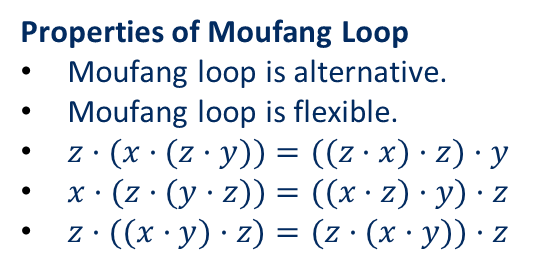 Properties of Moufang Loop
• Moufang loop is alternative.
• Moufang loop is flexible.
• 𝑧 · (𝑥 · (𝑧 · 𝑦)) = ((𝑧 · 𝑥) · 𝑧) · 𝑦
• 𝑥 · (𝑧 · (𝑦 · 𝑧)) = ((𝑥 · 𝑧) · 𝑦) · 𝑧
• 𝑧 · ((𝑥 · 𝑦) · 𝑧) = (𝑧 · (𝑥 · 𝑦)) · 𝑧